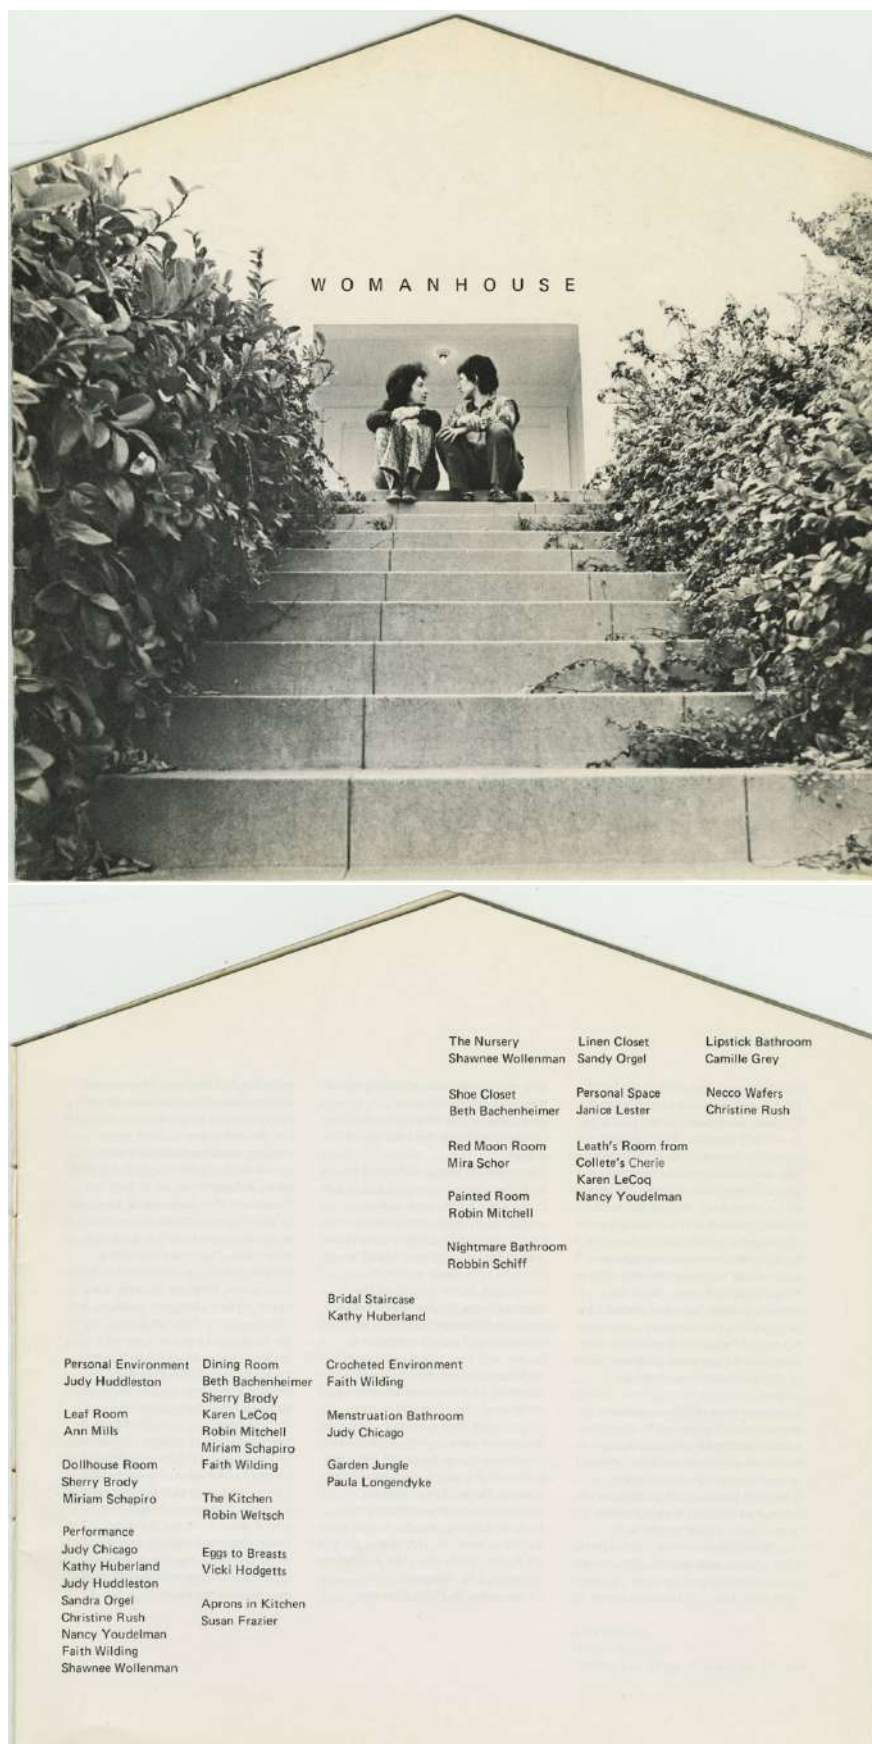 WOMANHOUSE
The Nursery
Shawnee Wollenman
Shoe Closet
Beth Bachenheimer
Red Moon Room
Mira Schor
Painted Room
Robin Mitchell
Nightmare Bathroom
Robbin Schiff
Linen Closet
Sandy Orgel
Personal Space
Janice Lester
Leath's Room from
Collete's Cherie
Karen LeCoq
Nancy Youdelman
Lipstick Bathroom
Camille Grey
Necco Wafers
Christine Rush
Bridal Staircase
Kathy Huberland
Personal Environment
Judy Huddleston
Leaf Room
Ann Mills
Dollhouse Room
Sherry Brody
Miriam Schapiro
Performance
Judy Chicago
Kathy Huberland
Judy Huddleston
Sandra Orgel
Christine Rush
Nancy Youdelman
Faith Wilding
Shawnee Wollenman
Dining Room
Beth Bachenheimer
Sherry Brody
Karen LeCoq
Robin Mitchell
Miriam Schapiro
Faith Wilding
The Kitchen
Robin Weltsch
Eggs to Breasts
Vicki Hodgetts
Aprons in Kitchen
Susan Frazier
Crocheted Environment
Faith Wilding
Menstruation Bathroom
Judy Chicago
Garden Jungle
Paula Longendyke